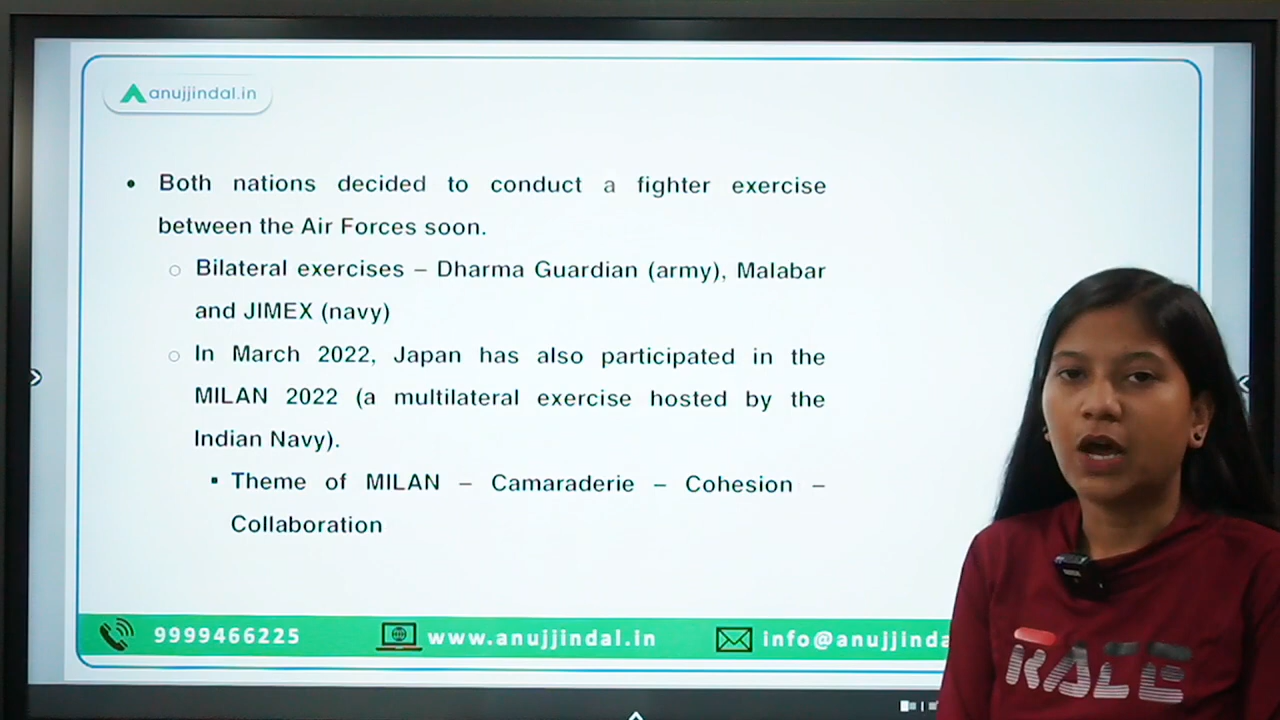 anujjindal.in
• Both nations decided to conduct a fighter exercise
between the Air Forces soon.
○ Bilateral exercises – Dharma Guardian (army), Malabar
and JIMEX (navy)
○ In March 2022, Japan has also participated in the
MILAN 2022 (a multilateral exercise hosted by the
Indian Navy).
▪ Theme of MILAN – Camaraderie – Cohesion –
Collaboration
9999466225 www.anujjindal.in info@anujjinda
RACE